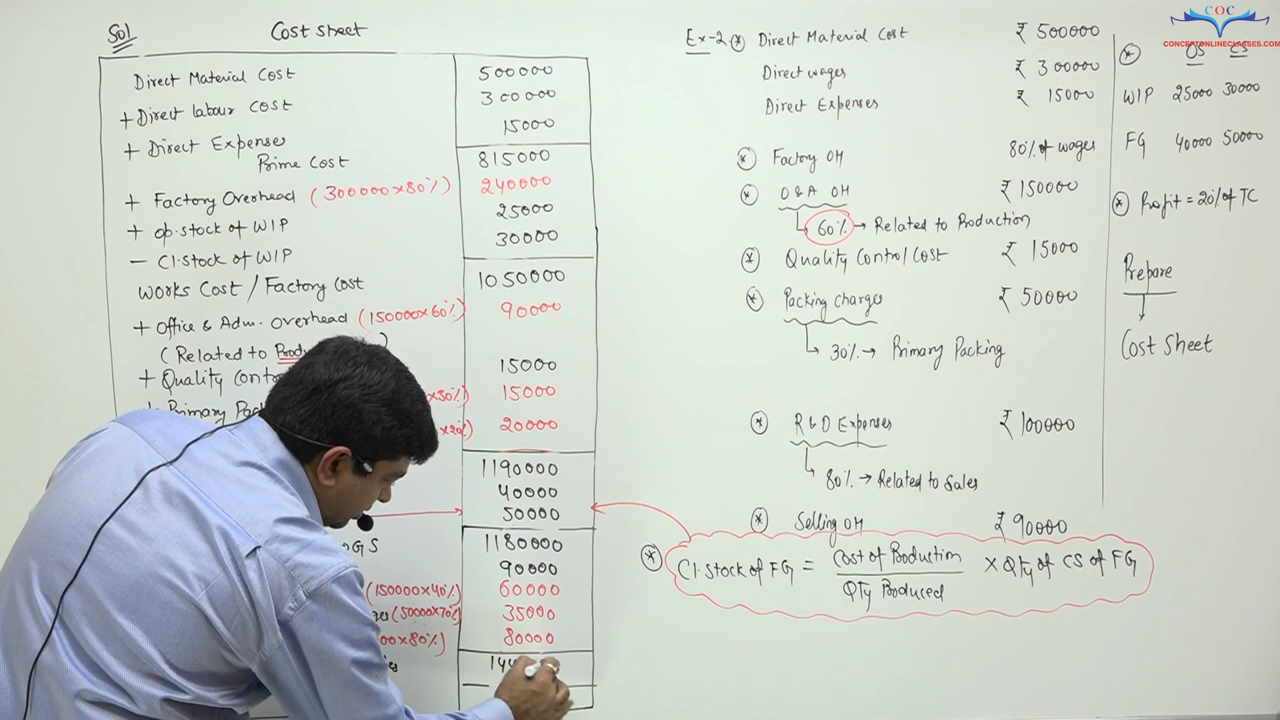 Sol
Cost sheet
Direct Material Cost 500000
+ Direct labour cost 300000
+ Direct Expenses 15000
Prime Cost 815000
+ Factory Overhead (300000×80%) 240000
+ op. stock of WIP 25000
- Cl. stock of WIP 30000
Works Cost / Factory Cost 1050000
+ Office & Adm. overhead (150000×60%) 90000
(Related to )
+ Quality 15000
+ Primary 15000
×20%) 20000
1190000
40000
50000
GS 1180000
90000
(150000×40%) 60000
(50000×70%) 35000
00×80%) 80000
Ex-2 * Direct Material Cost ₹ 500000
Direct wages ₹ 300000
Direct Expenses ₹ 15000
* Factory OH 80% of wages
* O & A OH ₹ 150000
60% → Related to Production
* Quality Control Cost ₹ 15000
* Packing charges ₹ 50000
30% → Primary Packing
* R & D Expenses ₹ 100000
80% → Related to Sales
* Selling OH ₹ 90000
* Cl. stock of FG = Cost of Production / QTy Produced × QTy of CS of FG
COC
CONCEPTONLINECLASSES.COM
* OS CS
WIP 25000 30000
FG 40000 50000
* Profit = 20% of TC
Prepare
↓
Cost Sheet